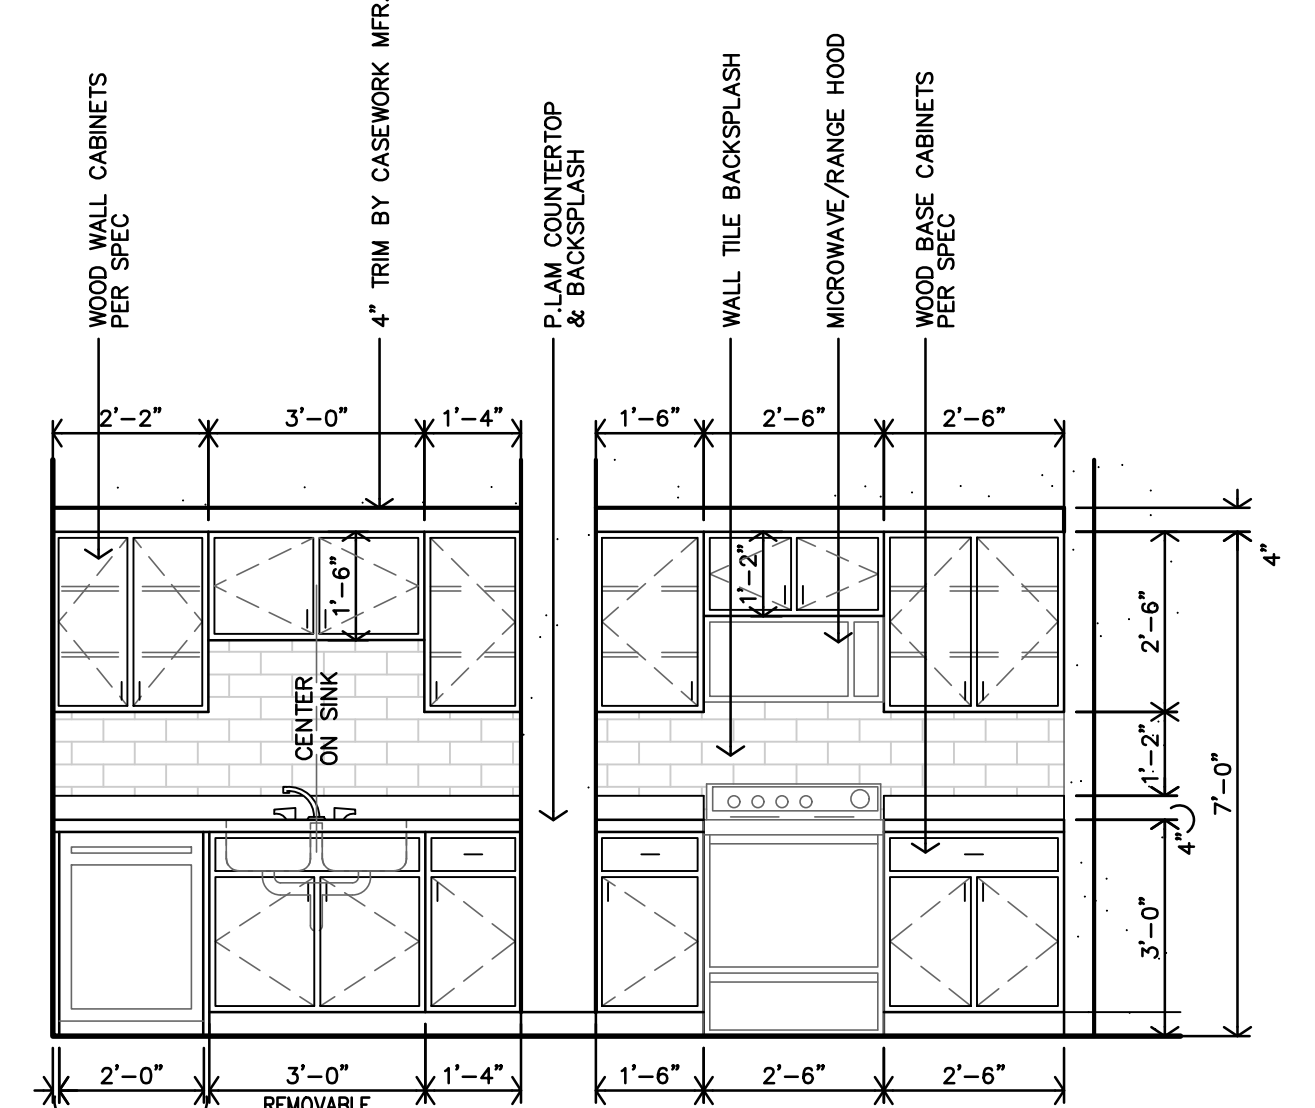 WOOD WALL CABINETS
PER SPEC
4" TRIM BY CASEWORK MFR.
P.LAM COUNTERTOP
& BACKSPLASH
WALL TILE BACKSPLASH
MICROWAVE/RANGE HOOD
WOOD BASE CABINETS
PER SPEC
2'-2"
3'-0"
1'-4"
1'-6"
2'-6"
2'-6"
1'-6"
1'-2"
4"
2'-6"
CENTER
ON SINK
1'-2"
7'-0"
4"
3'-0"
2'-0"
3'-0"
1'-4"
1'-6"
2'-6"
2'-6"
REMOVABLE